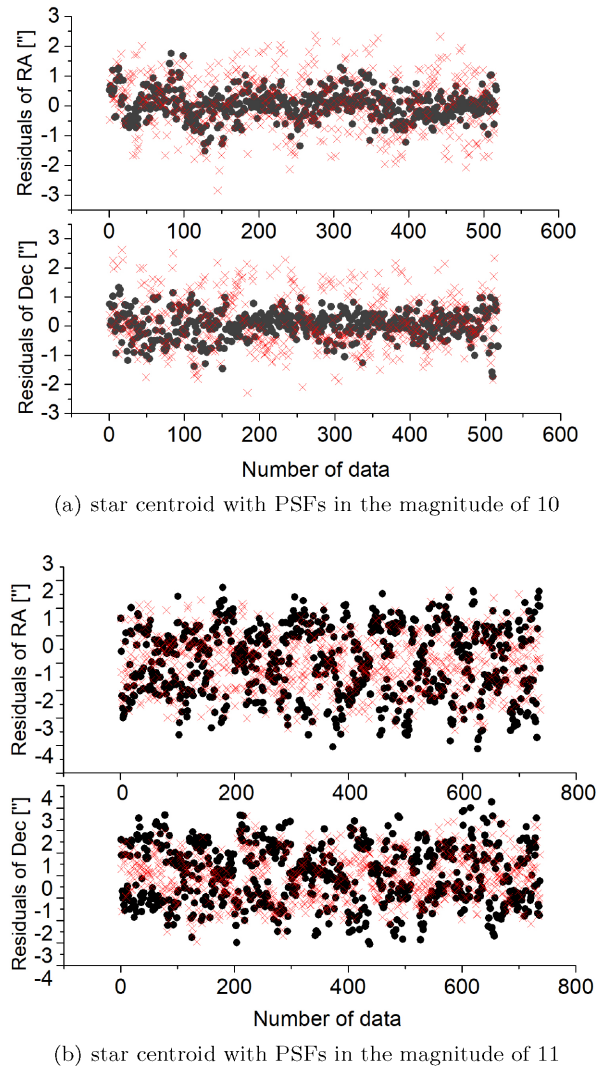 3
2
1
0
-1
-2
-3
Residuals of RA ["]
0 100 200 300 400 500 600
3
2
1
0
-1
-2
-3
Residuals of Dec ["]
0 100 200 300 400 500 600
Number of data
(a) star centroid with PSFs in the magnitude of 10
3
2
1
0
-1
-2
-3
-4
Residuals of RA ["]
0 200 400 600 800
4
3
2
1
0
-1
-2
-3
-4
Residuals of Dec ["]
0 200 400 600 800
Number of data
(b) star centroid with PSFs in the magnitude of 11